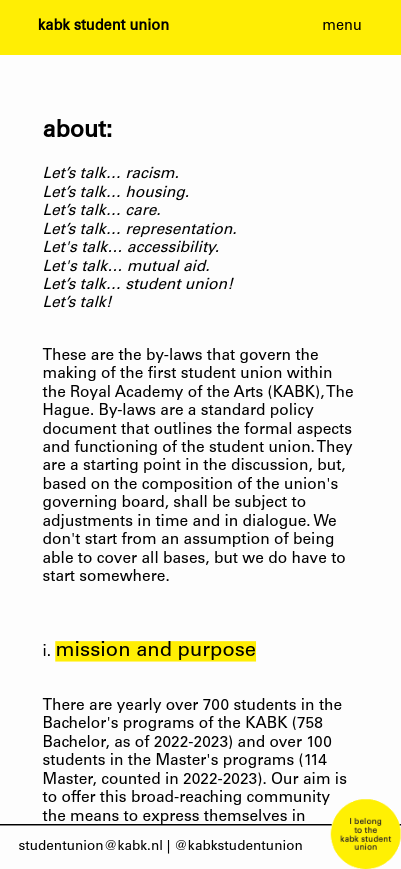 kabk student union
menu
about:
Let’s talk… racism.
Let’s talk… housing.
Let’s talk… care.
Let’s talk… representation.
Let's talk… accessibility.
Let's talk… mutual aid.
Let’s talk… student union!
Let’s talk!
These are the by-laws that govern the
making of the first student union within
the Royal Academy of the Arts (KABK), The
Hague. By-laws are a standard policy
document that outlines the formal aspects
and functioning of the student union. They
are a starting point in the discussion, but,
based on the composition of the union's
governing board, shall be subject to
adjustments in time and in dialogue. We
don't start from an assumption of being
able to cover all bases, but we do have to
start somewhere.
i. mission and purpose
There are yearly over 700 students in the
Bachelor's programs of the KABK (758
Bachelor, as of 2022-2023) and over 100
students in the Master's programs (114
Master, counted in 2022-2023). Our aim is
to offer this broad-reaching community
the means to express themselves in
studentunion@kabk.nl | @kabkstudentunion
I belong
to the
kabk student
union